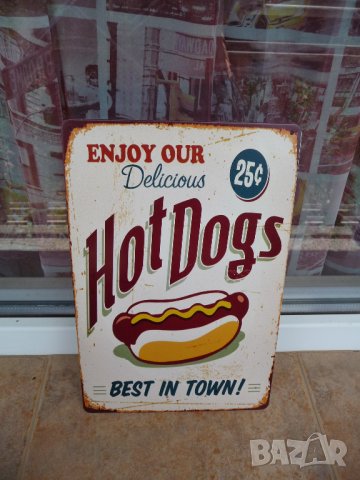 ENJOY OUR
Delicious
25¢
Hot Dogs
BEST IN TOWN!
BAZAR